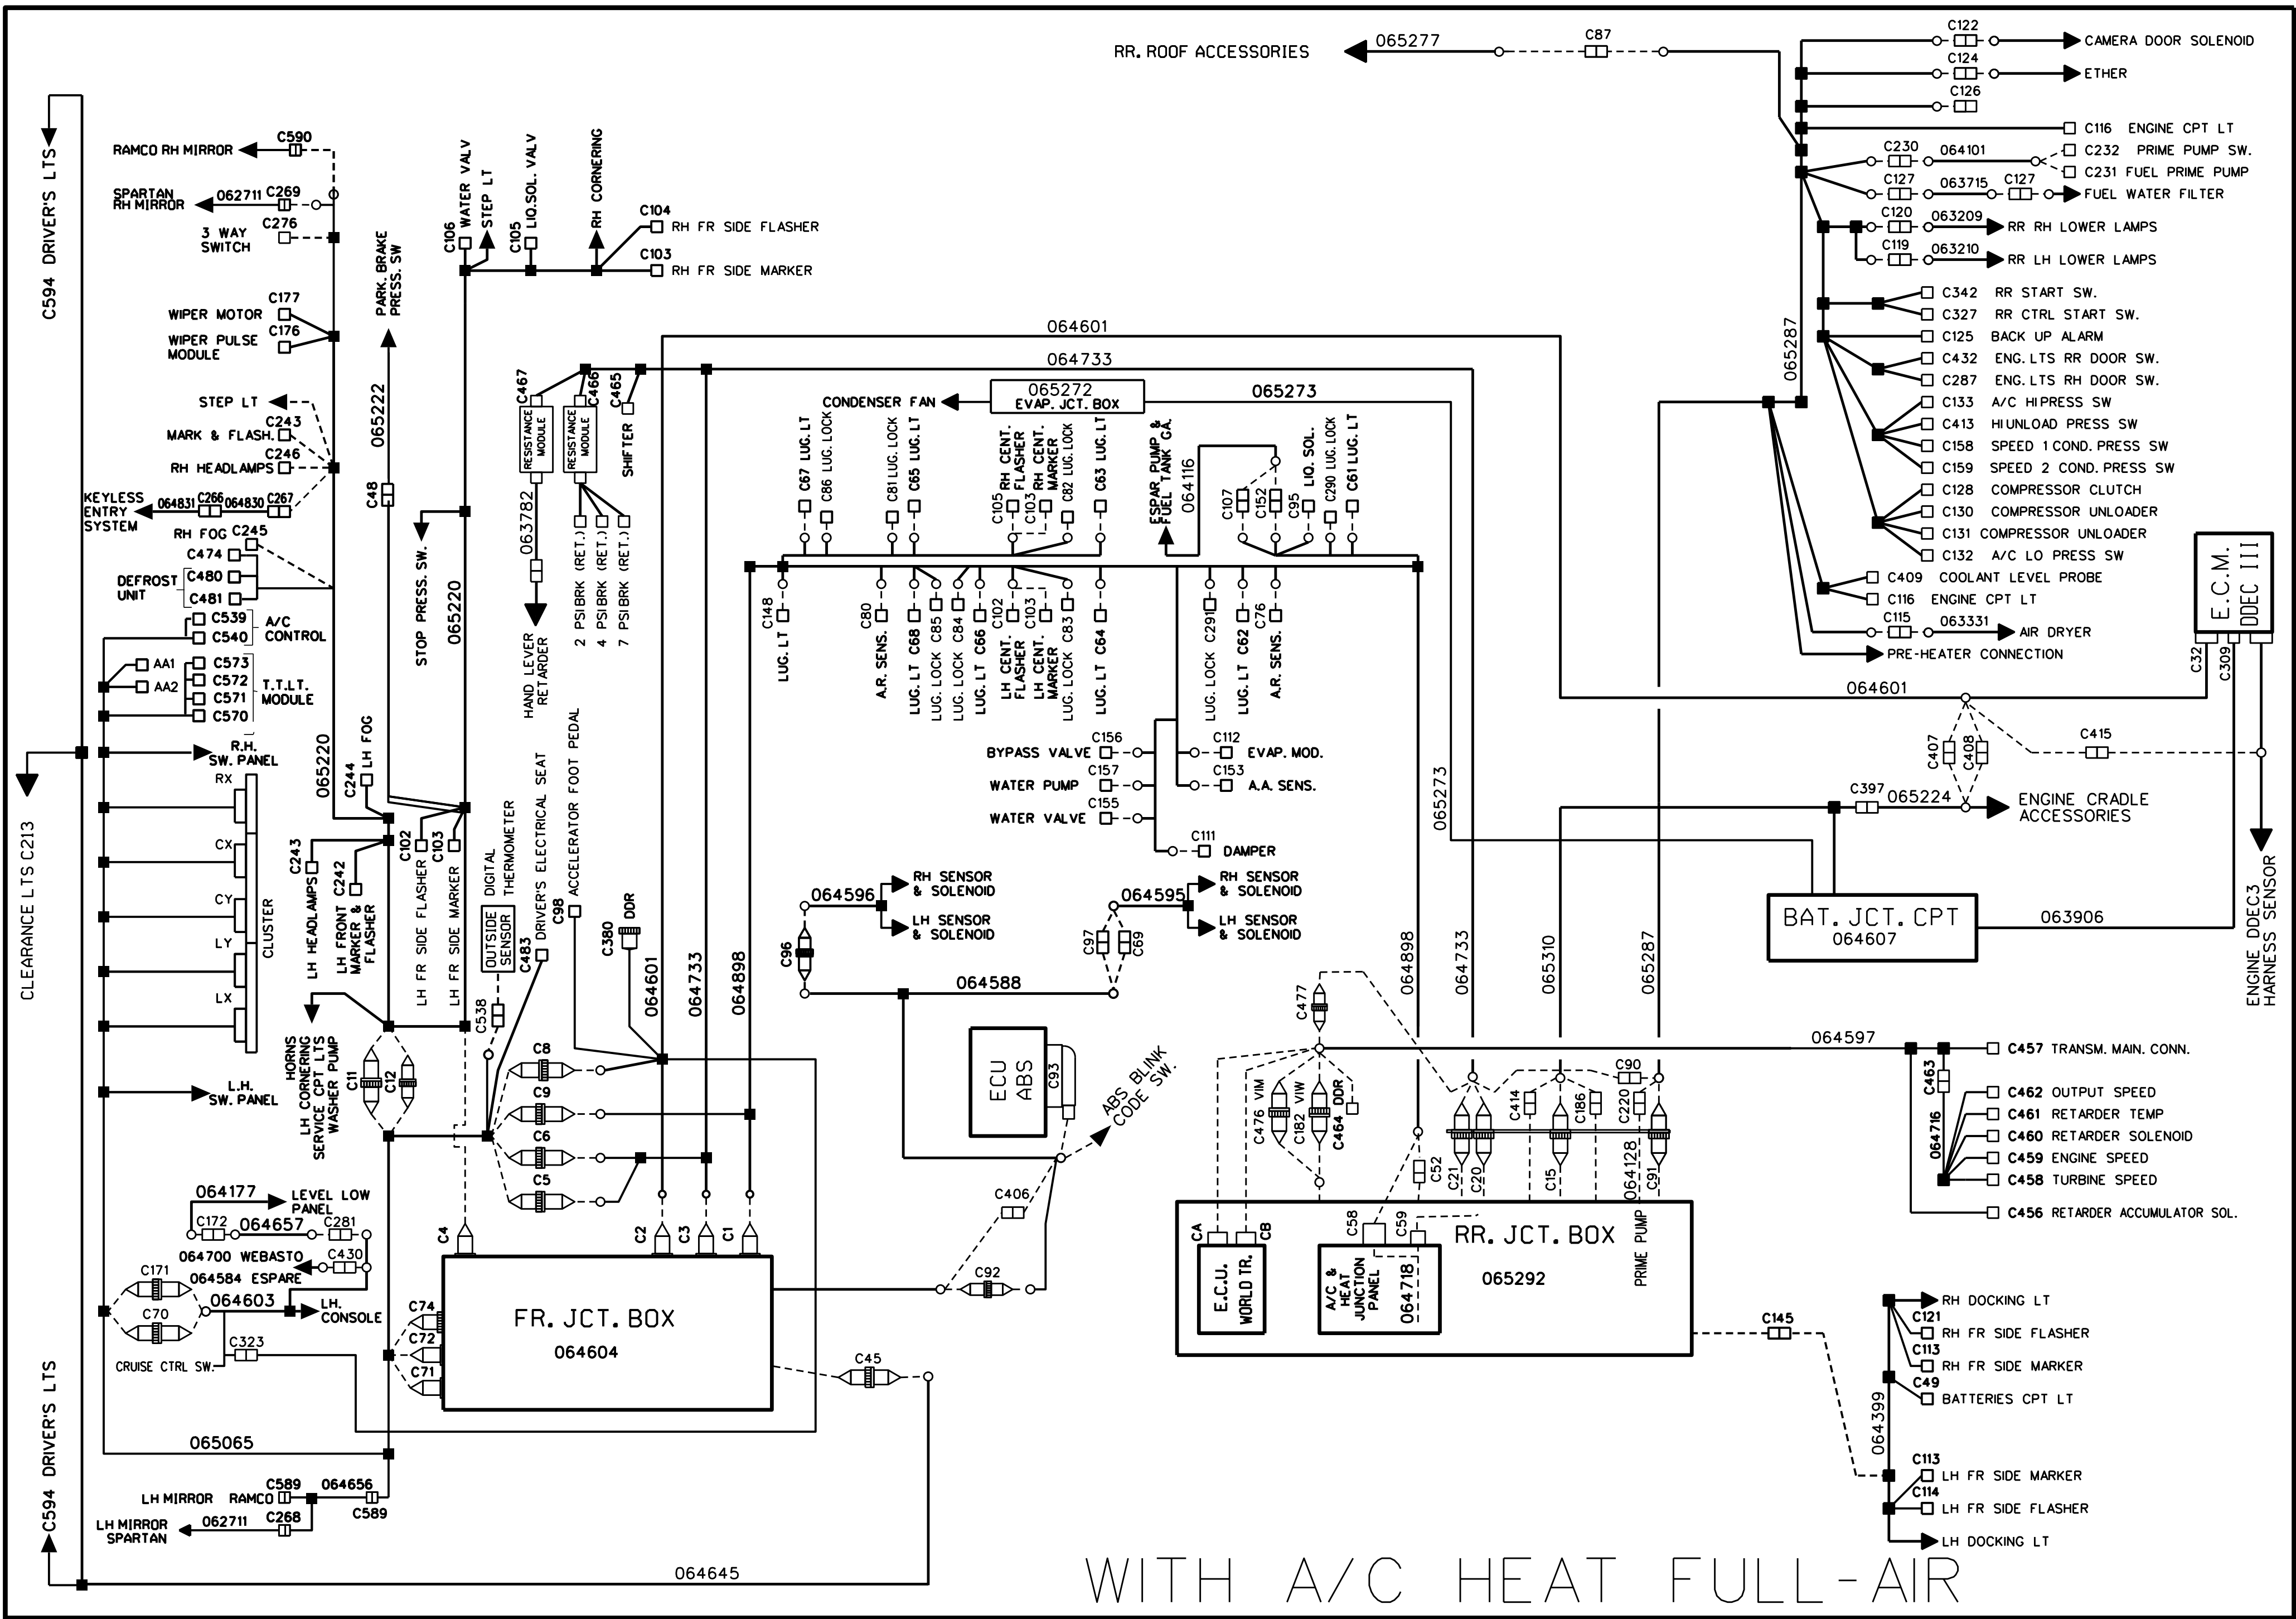 RR. ROOF ACCESSORIES
065277
C87
C122
CAMERA DOOR SOLENOID
C124
ETHER
C126
C116 ENGINE CPT LT
C230
064101
C232 PRIME PUMP SW.
C231 FUEL PRIME PUMP
C127
063715
C127
FUEL WATER FILTER
C120
063209
RR RH LOWER LAMPS
C119
063210
RR LH LOWER LAMPS
C342 RR START SW.
C327 RR CTRL START SW.
C125 BACK UP ALARM
C432 ENG. LTS RR DOOR SW.
C287 ENG. LTS RH DOOR SW.
C133 A/C HI PRESS SW
C413 HI UNLOAD PRESS SW
C158 SPEED 1 COND. PRESS SW
C159 SPEED 2 COND. PRESS SW
C128 COMPRESSOR CLUTCH
C130 COMPRESSOR UNLOADER
C131 COMPRESSOR UNLOADER
C132 A/C LO PRESS SW
C409 COOLANT LEVEL PROBE
C116 ENGINE CPT LT
C115
063331
AIR DRYER
PRE-HEATER CONNECTION
065287
E.C.M.
DDEC III
C32
C309
064601
C407
C408
C415
C397
065224
ENGINE CRADLE
ACCESSORIES
BAT. JCT. CPT
064607
063906
ENGINE DDEC3
HARNESS SENSOR
C594 DRIVER'S LTS
RAMCO RH MIRROR
C590
SPARTAN
RH MIRROR
062711
C269
C276
3 WAY
SWITCH
C177
WIPER MOTOR
C176
WIPER PULSE
MODULE
STEP LT
C243
MARK & FLASH.
C246
RH HEADLAMPS
KEYLESS
ENTRY
SYSTEM
064831
C266
064830
C267
RH FOG
C245
C474
DEFROST
UNIT
C480
C481
C539
C540
A/C
CONTROL
AA1
AA2
C573
C572
C571
C570
T.T.LT.
MODULE
R.H.
SW. PANEL
RX
CX
CY
LY
LX
CLUSTER
L.H.
SW. PANEL
CLEARANCE LTS C213
065220
C244 LH FOG
C243
LH HEADLAMPS
LH FRONT C242
MARKER &
FLASHER
HORNS
LH CORNERING
SERVICE CPT LTS
WASHER PUMP
PARK. BRAKE
PRESS. SW
065222
C48
STOP PRESS. SW.
065220
C106 WATER VALV
STEP LT
C105 LIQ.SOL. VALV
RH CORNERING
C104
RH FR SIDE FLASHER
C103
RH FR SIDE MARKER
C102
C103
LH FR SIDE FLASHER
LH FR SIDE MARKER
C11
C12
C467
RESISTANCE
MODULE
C466
RESISTANCE
MODULE
C465
SHIFTER
063782
HAND LEVER
RETARDER
2 PSI BRK (RET.)
4 PSI BRK (RET.)
7 PSI BRK (RET.)
DIGITAL
THERMOMETER
OUTSIDE
SENSOR
C538
C483 DRIVER'S ELECTRICAL SEAT
C98 ACCELERATOR FOOT PEDAL
C380 DDR
C8
C9
C6
C5
064601
064733
064898
064601
064733
CONDENSER FAN
065272
EVAP. JCT. BOX
065273
C67 LUG. LT
C86 LUG. LOCK
C81 LUG. LOCK
C65 LUG. LT
C105 RH CENT.
FLASHER
C103 RH CENT.
MARKER
C82 LUG. LOCK
C63 LUG. LT
ESPAR PUMP &
FUEL TANK GA.
064116
C107
C152
C95 LIQ. SOL.
C290 LUG. LOCK
C61 LUG. LT
C148
LUG. LT
C80
A.R. SENS.
LUG. LT C68
LUG. LOCK C85
LUG. LOCK C84
LUG. LT C66
C102
LH CENT.
FLASHER
C103
LH CENT.
MARKER
LUG. LOCK C83
LUG. LT C64
LUG. LOCK C291
LUG. LT C62
C76
A.R. SENS.
BYPASS VALVE
C156
WATER PUMP
C157
WATER VALVE
C155
C112
EVAP. MOD.
C153
A.A. SENS.
C111
DAMPER
065273
064596
RH SENSOR
& SOLENOID
LH SENSOR
& SOLENOID
C96
064595
RH SENSOR
& SOLENOID
LH SENSOR
& SOLENOID
C97
C69
064588
ECU
ABS
C93
ABS BLINK
CODE SW.
C406
C92
C45
064898
064733
065310
065287
C477
C476 VIM
C182 VIW
C464 DDR
C52
C21
C20
C414
C15
C186
C220
C90
C91
064128
PRIME PUMP
064597
C457 TRANSM. MAIN. CONN.
C463
064716
C462 OUTPUT SPEED
C461 RETARDER TEMP
C460 RETARDER SOLENOID
C459 ENGINE SPEED
C458 TURBINE SPEED
C456 RETARDER ACCUMULATOR SOL.
CA
CB
E.C.U.
WORLD TR.
C58
C59
A/C &
HEAT
JUNCTION
PANEL
064718
RR. JCT. BOX
065292
C4
C2
C3
C1
FR. JCT. BOX
064604
C74
C72
C71
064177
LEVEL LOW
PANEL
C172
064657
C281
064700 WEBASTO
C430
064584 ESPARE
C171
C70
064603
LH.
CONSOLE
C323
CRUISE CTRL SW.
065065
C589
064656
LH MIRROR RAMCO
C589
LH MIRROR
SPARTAN
062711
C268
C594 DRIVER'S LTS
064645
C145
064399
RH DOCKING LT
C121
RH FR SIDE FLASHER
C113
RH FR SIDE MARKER
C49
BATTERIES CPT LT
C113
LH FR SIDE MARKER
C114
LH FR SIDE FLASHER
LH DOCKING LT
WITH A/C HEAT FULL-AIR